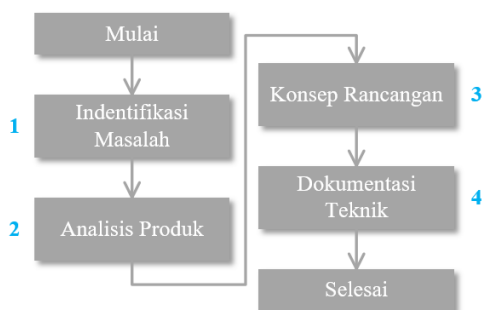 Mulai
1
Indentifikasi
Masalah
2
Analisis Produk
Konsep Rancangan
3
Dokumentasi
Teknik
4
Selesai